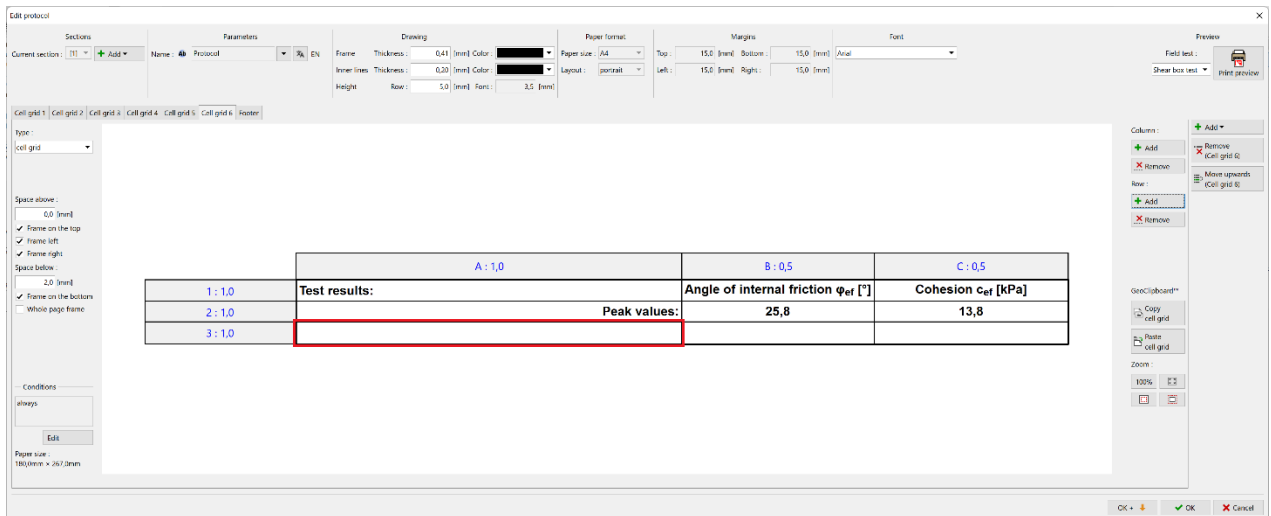 Edit protocol
Sections Parameters Drawing Paper format Margins Font Preview
Current section : [1] Add Name : Protocol EN Frame Thickness : 0,41 [mm] Color : Paper size : A4 Top : 15,0 [mm] Bottom : 15,0 [mm] Arial Field test :
Inner lines Thickness : 0,20 [mm] Color : Layout : portrait Left : 15,0 [mm] Right : 15,0 [mm] Shear box test Print preview
Height Row : 5,0 [mm] Font : 3,5 [mm]
Cell grid 1 Cell grid 2 Cell grid 3 Cell grid 4 Cell grid 5 Cell grid 6 Footer
Type :
cell grid
Space above :
0,0 [mm]
Frame on the top
Frame left
Frame right
Space below :
2,0 [mm]
Frame on the bottom
Whole page frame
Conditions
always
Edit
Paper size :
180,0mm × 267,0mm
A : 1,0 B : 0,5 C : 0,5
1 : 1,0 Test results: Angle of internal friction φef [°] Cohesion cef [kPa]
2 : 1,0 Peak values: 25,8 13,8
3 : 1,0
Column :
Add
Remove
Row :
Add
Remove
GeoClipboard™
Copy
cell grid
Paste
cell grid
Zoom :
100%
Add
Remove
(Cell grid 6)
Move upwards
(Cell grid 6)
OK + OK Cancel